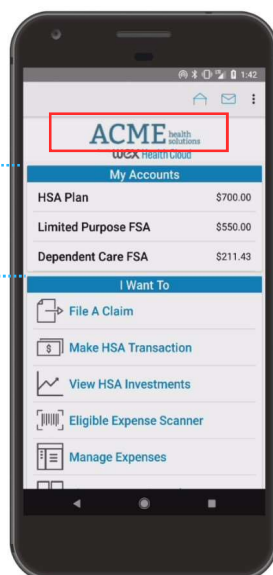 1:42
ACME health solutions
wex Health Cloud
My Accounts
HSA Plan $700.00
Limited Purpose FSA $550.00
Dependent Care FSA $211.43
I Want To
File A Claim
$ Make HSA Transaction
View HSA Investments
Eligible Expense Scanner
Manage Expenses